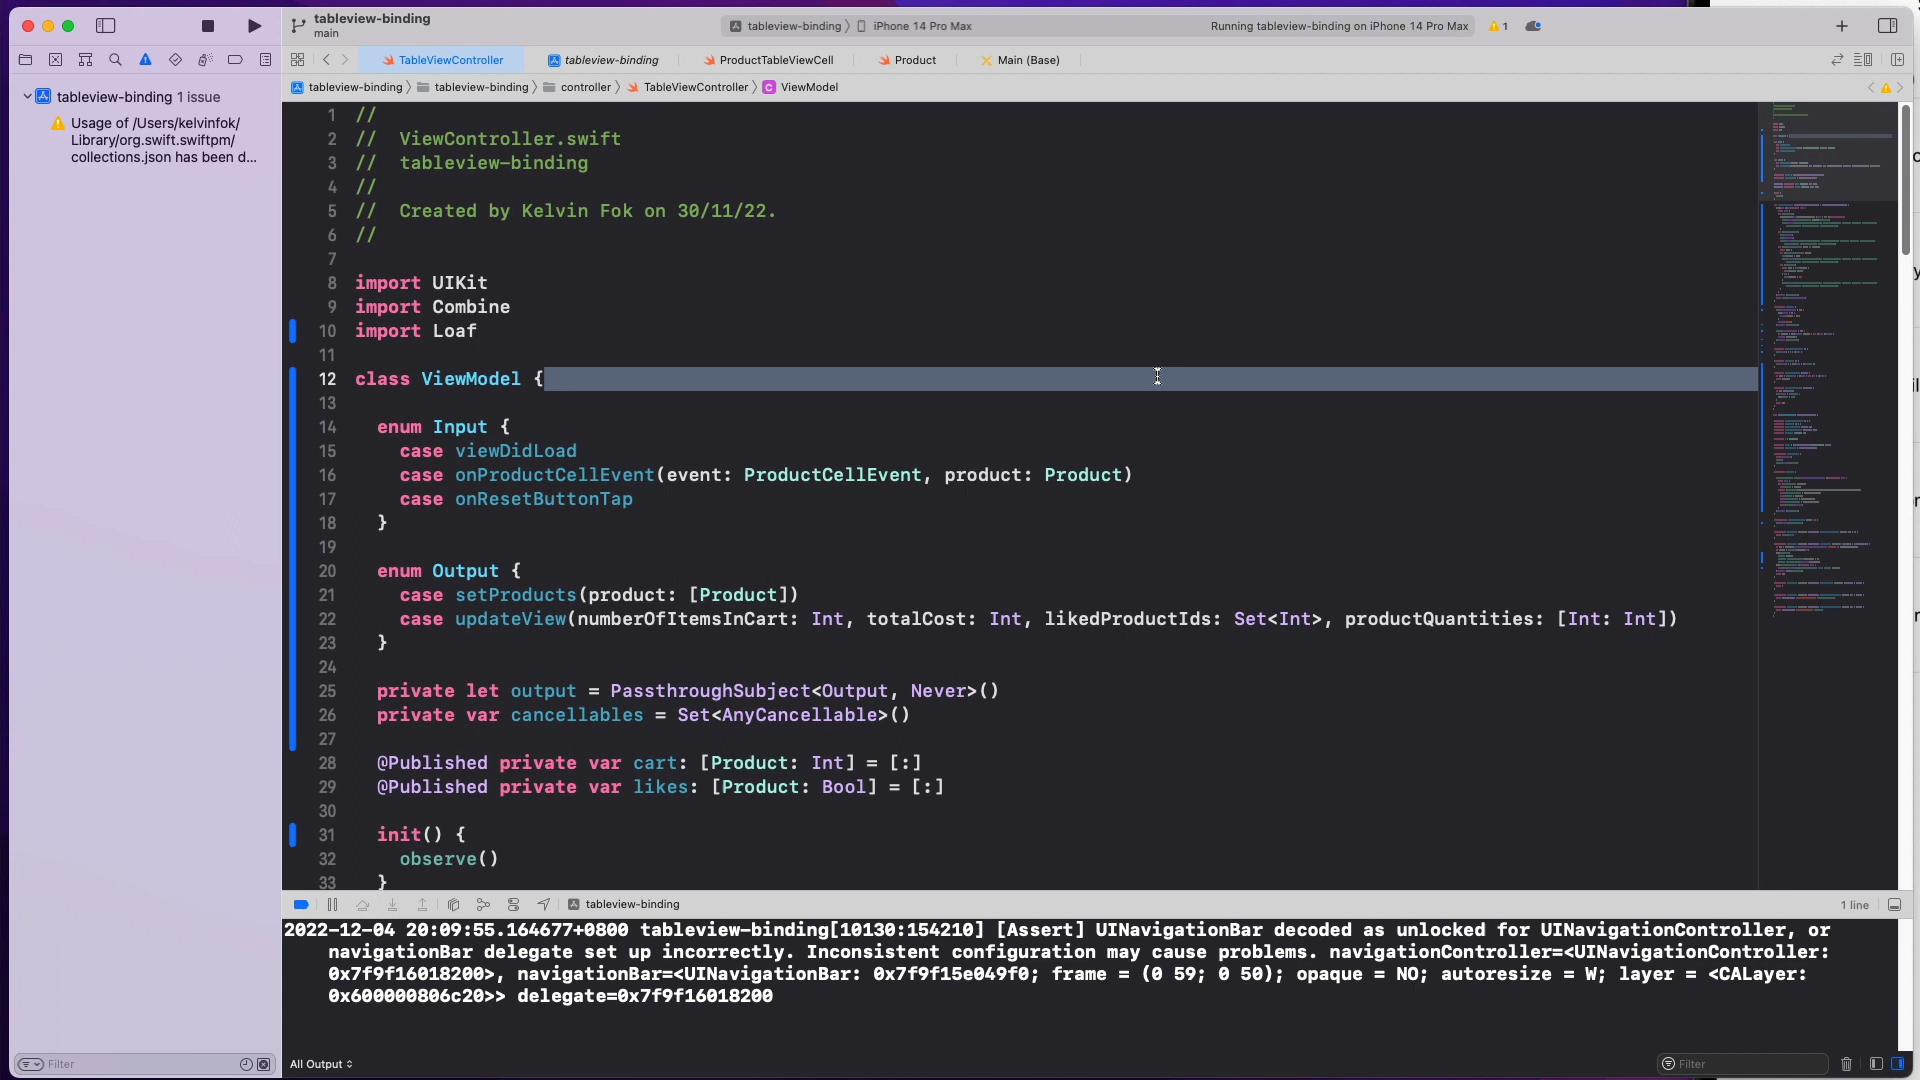 tableview-binding
main
tableview-binding
iPhone 14 Pro Max
Running tableview-binding on iPhone 14 Pro Max
1
TableViewController
tableview-binding
ProductTableViewCell
Product
Main (Base)
tableview-binding
tableview-binding
controller
TableViewController
C
ViewModel
tableview-binding 1 issue
Usage of /Users/kelvinfok/
Library/org.swift.swiftpm/
collections.json has been d...
1 //
2 //  ViewController.swift
3 //  tableview-binding
4 //
5 //  Created by Kelvin Fok on 30/11/22.
6 //
7
8 import UIKit
9 import Combine
10 import Loaf
11
12 class ViewModel {
13
14   enum Input {
15     case viewDidLoad
16     case onProductCellEvent(event: ProductCellEvent, product: Product)
17     case onResetButtonTap
18   }
19
20   enum Output {
21     case setProducts(product: [Product])
22     case updateView(numberOfItemsInCart: Int, totalCost: Int, likedProductIds: Set<Int>, productQuantities: [Int: Int])
23   }
24
25   private let output = PassthroughSubject<Output, Never>()
26   private var cancellables = Set<AnyCancellable>()
27
28   @Published private var cart: [Product: Int] = [:]
29   @Published private var likes: [Product: Bool] = [:]
30
31   init() {
32     observe()
33   }
tableview-binding
1 line
2022-12-04 20:09:55.164677+0800 tableview-binding[10130:154210] [Assert] UINavigationBar decoded as unlocked for UINavigationController, or
navigationBar delegate set up incorrectly. Inconsistent configuration may cause problems. navigationController=<UINavigationController:
0x7f9f16018200>, navigationBar=<UINavigationBar: 0x7f9f15e049f0; frame = (0 59; 0 50); opaque = NO; autoresize = W; layer = <CALayer:
0x600000806c20>> delegate=0x7f9f16018200
Filter
All Output
Filter